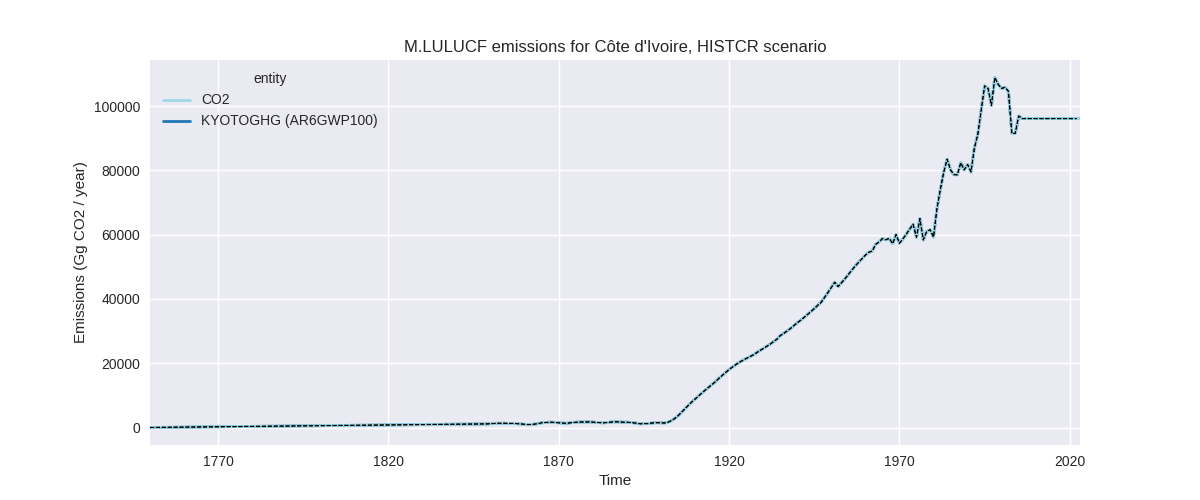 M.LULUCF emissions for Côte d'Ivoire, HISTCR scenario
entity
CO2
KYOTOGHG (AR6GWP100)
Emissions (Gg CO2 / year)
100000
80000
60000
40000
20000
0
1770
1820
1870
1920
1970
2020
Time